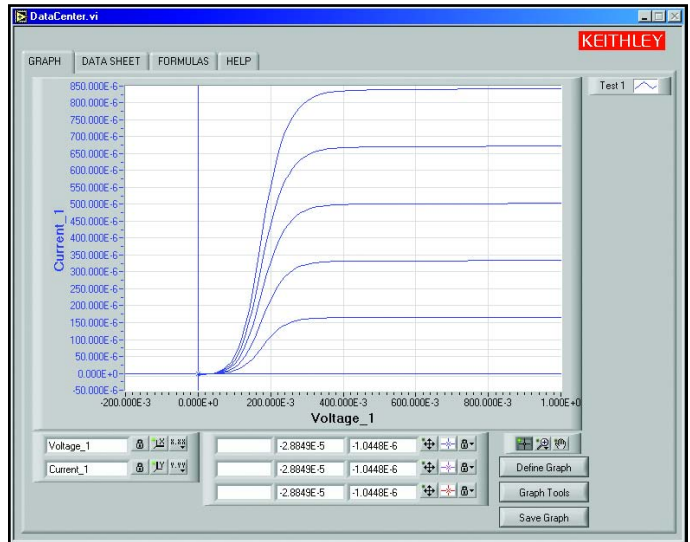 DataCenter.vi
KEITHLEY
GRAPH DATA SHEET FORMULAS HELP
Test 1
850.000E-6
800.000E-6
750.000E-6
700.000E-6
650.000E-6
600.000E-6
550.000E-6
500.000E-6
450.000E-6
400.000E-6
350.000E-6
300.000E-6
250.000E-6
200.000E-6
150.000E-6
100.000E-6
50.000E-6
0.000E+0
-50.000E-6
Current_1
-200.000E-3 0.000E+0 200.000E-3 400.000E-3 600.000E-3 800.000E-3 1.000E+0
Voltage_1
Voltage_1 X X.XX
Current_1 Y Y.YY
-2.8849E-5 -1.0448E-6
-2.8849E-5 -1.0448E-6
-2.8849E-5 -1.0448E-6
Define Graph
Graph Tools
Save Graph